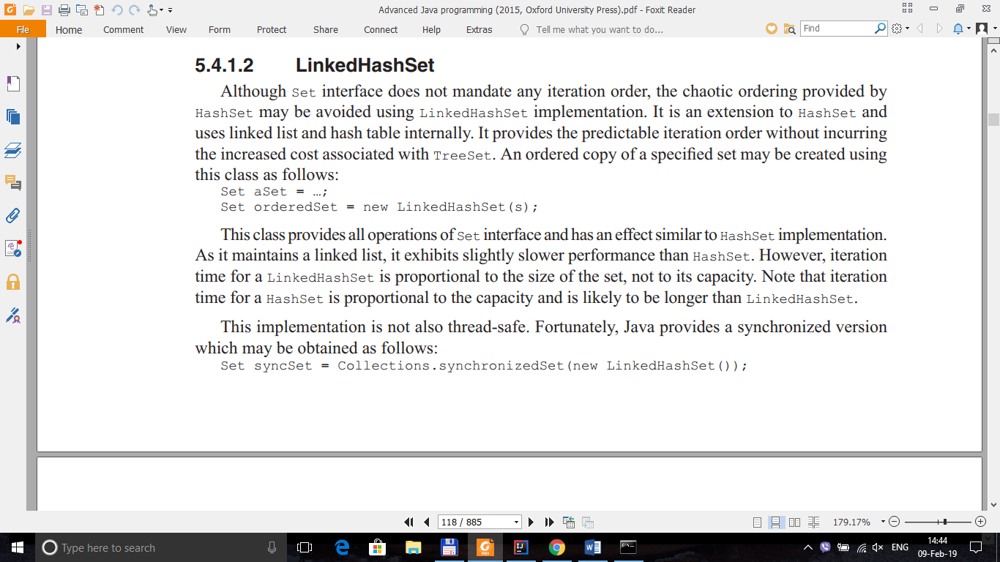 Advanced Java programming (2015, Oxford University Press).pdf - Foxit Reader
File Home Comment View Form Protect Share Connect Help Extras Tell me what you want to do... Find
5.4.1.2 LinkedHashSet
Although Set interface does not mandate any iteration order, the chaotic ordering provided by
HashSet may be avoided using LinkedHashSet implementation. It is an extension to HashSet and
uses linked list and hash table internally. It provides the predictable iteration order without incurring
the increased cost associated with TreeSet. An ordered copy of a specified set may be created using
this class as follows:
Set aSet = …;
Set orderedSet = new LinkedHashSet(s);
This class provides all operations of Set interface and has an effect similar to HashSet implementation.
As it maintains a linked list, it exhibits slightly slower performance than HashSet. However, iteration
time for a LinkedHashSet is proportional to the size of the set, not to its capacity. Note that iteration
time for a HashSet is proportional to the capacity and is likely to be longer than LinkedHashSet.
This implementation is not also thread-safe. Fortunately, Java provides a synchronized version
which may be obtained as follows:
Set syncSet = Collections.synchronizedSet(new LinkedHashSet());
118 / 885 179.17%
Type here to search ENG 14:44
09-Feb-19